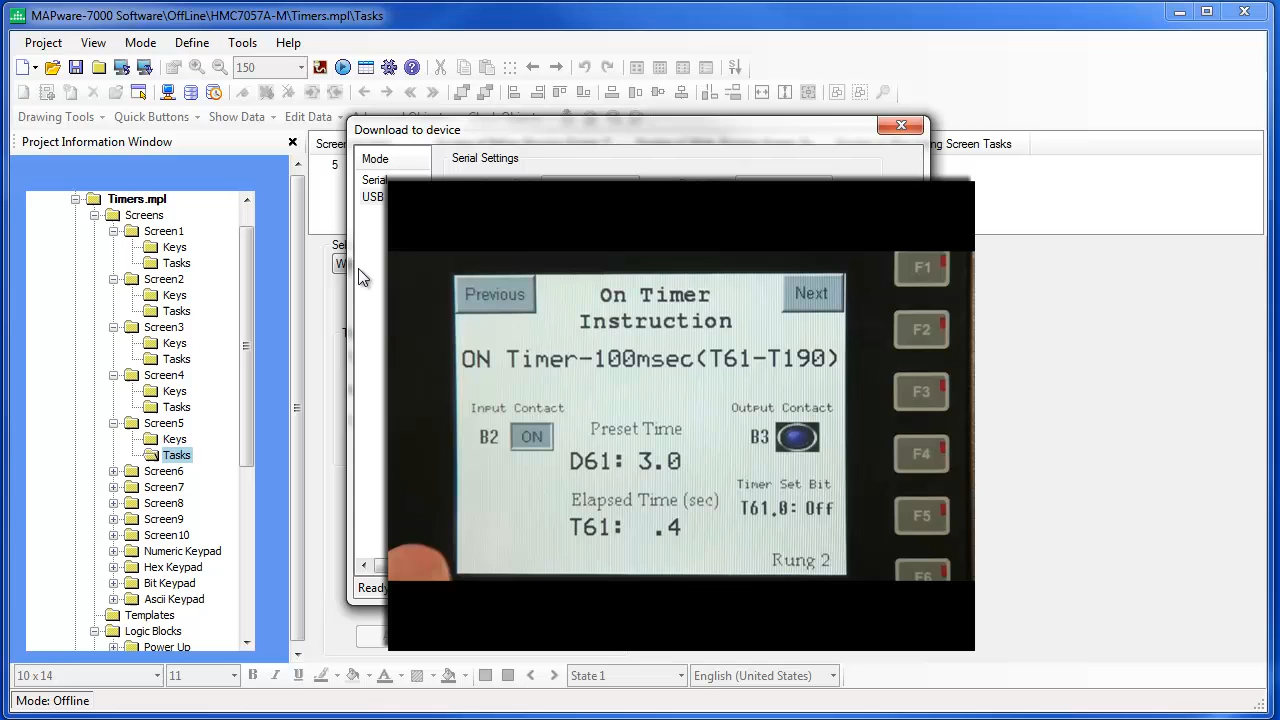 MAPware-7000 Software\Offline\HMC7057A-M\Timers.mpl\Tasks
Project View Mode Define Tools Help
150
Drawing Tools Quick Buttons Show Data Edit Data
Project Information Window
Timers.mpl
Screens
Screen1
Keys
Tasks
Screen2
Keys
Tasks
Screen3
Keys
Tasks
Screen4
Keys
Tasks
Screen5
Keys
Tasks
Screen6
Screen7
Screen8
Screen9
Screen10
Numeric Keypad
Hex Keypad
Bit Keypad
Ascii Keypad
Templates
Logic Blocks
Power Up
5
Screen Tasks
Download to device
Mode
Serial
USB
Serial Settings
Ready
Previous
On Timer
Instruction
Next
ON Timer-100msec(T61-T190)
Input Contact
B2 ON
Preset Time
D61: 3.0
Elapsed Time (sec)
T61: .4
Output Contact
B3
Timer Set Bit
T61.0: Off
Rung 2
F1
F2
F3
F4
F5
F6
10 x 14 11 B I U A State 1 English (United States)
Mode: Offline